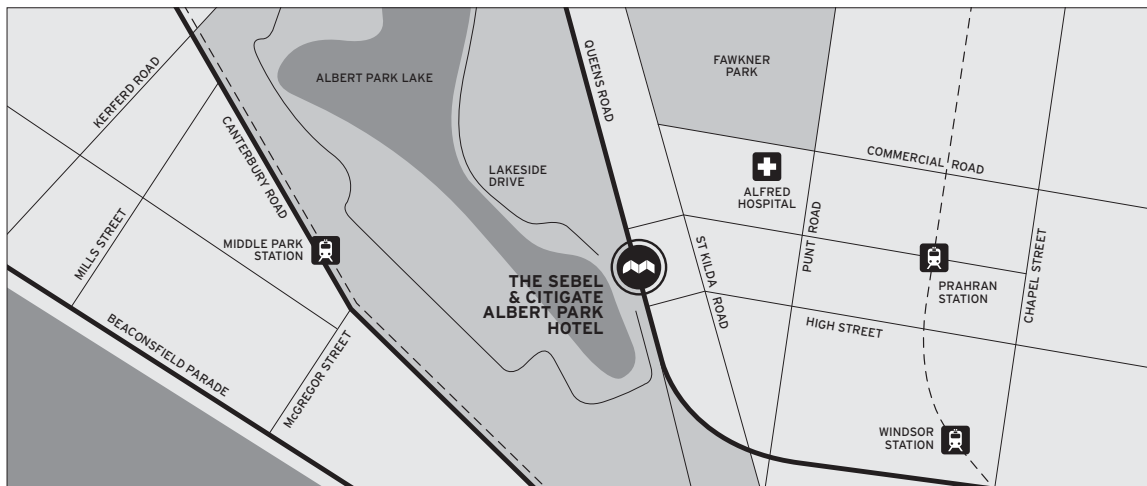 KERFERD ROAD
ALBERT PARK LAKE
QUEENS ROAD
FAWKNER
PARK
CANTERBURY ROAD
LAKESIDE
DRIVE
COMMERCIAL ROAD
ALFRED
HOSPITAL
MILLS STREET
MIDDLE PARK
STATION
ST KILDA ROAD
PUNT ROAD
CHAPEL STREET
THE SEBEL
& CITIGATE
ALBERT PARK
HOTEL
PRAHRAN
STATION
HIGH STREET
BEACONSFIELD PARADE
McGREGOR STREET
WINDSOR
STATION